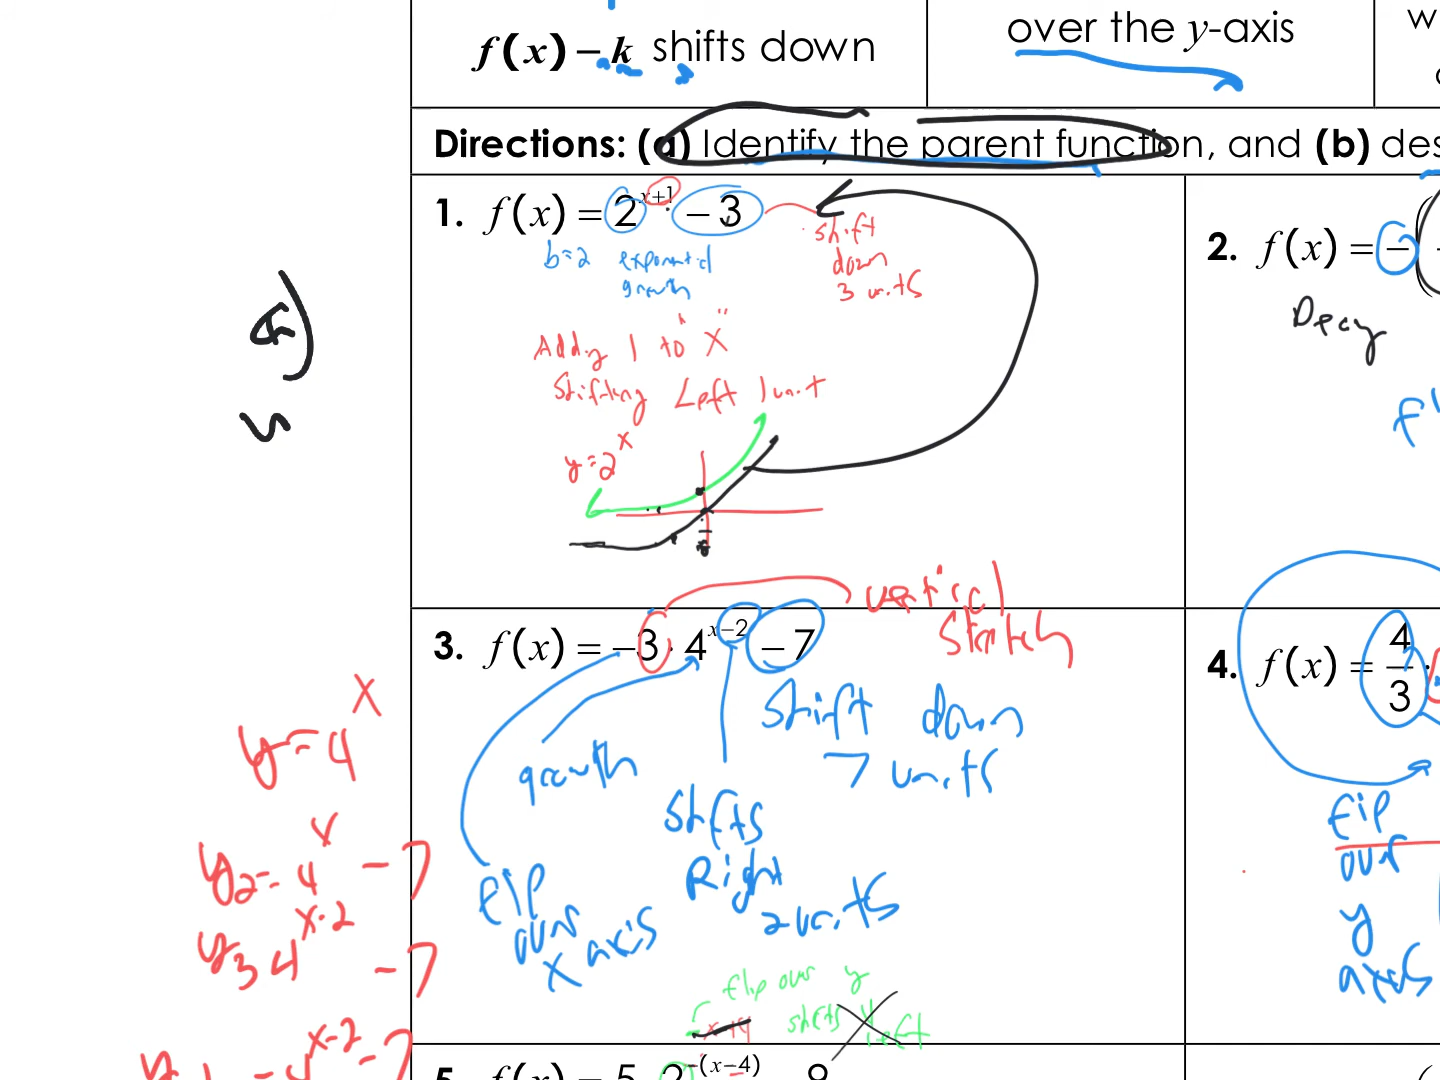 f(x) – k shifts down
over the y-axis
Directions: (a) Identify the parent function, and (b) des
1. f(x) = 2^{x+1} – 3
b=2 exponential growth
shift down 3 units
Adding 1 to "X"
Shifting Left 1 unit
y=2^x
a)
2. f(x) = –(
Decay
3. f(x) = –3 · 4^{x–2} – 7
vertical
Stretch
growth
Shift down
7 units
Shifts
Right
2 units
Flip
over
X axis
y=4^x
y2=4^x -7
y3 4^{x-2} -7
4^{x-2} -7
flip over y
shifts 4 left
4. f(x) = 4/3 ·
Flip
over
y
axis
-(x–4)